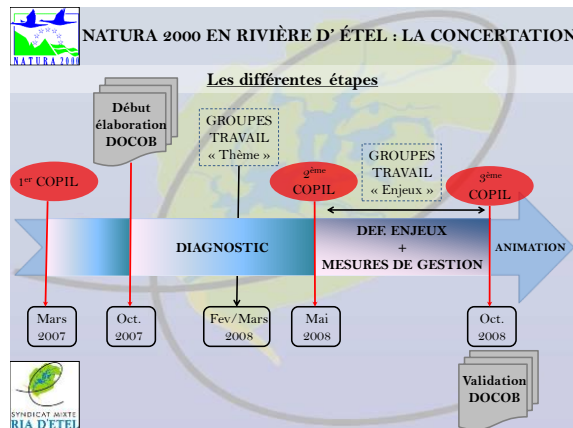 NATURA 2000 EN RIVIÈRE D' ÉTEL : LA CONCERTATION
NATURA 2000
Les différentes étapes
Début
élaboration
DOCOB
GROUPES
TRAVAIL
« Thème »
GROUPES
TRAVAIL
« Enjeux »
1er COPIL
2ème
COPIL
3ème
COPIL
DIAGNOSTIC
DEF ENJEUX
+
MESURES DE GESTION
ANIMATION
Mars
2007
Oct.
2007
Fev/Mars
2008
Mai
2008
Oct.
2008
Validation
DOCOB
SYNDICAT MIXTE
RIA D'ETEL